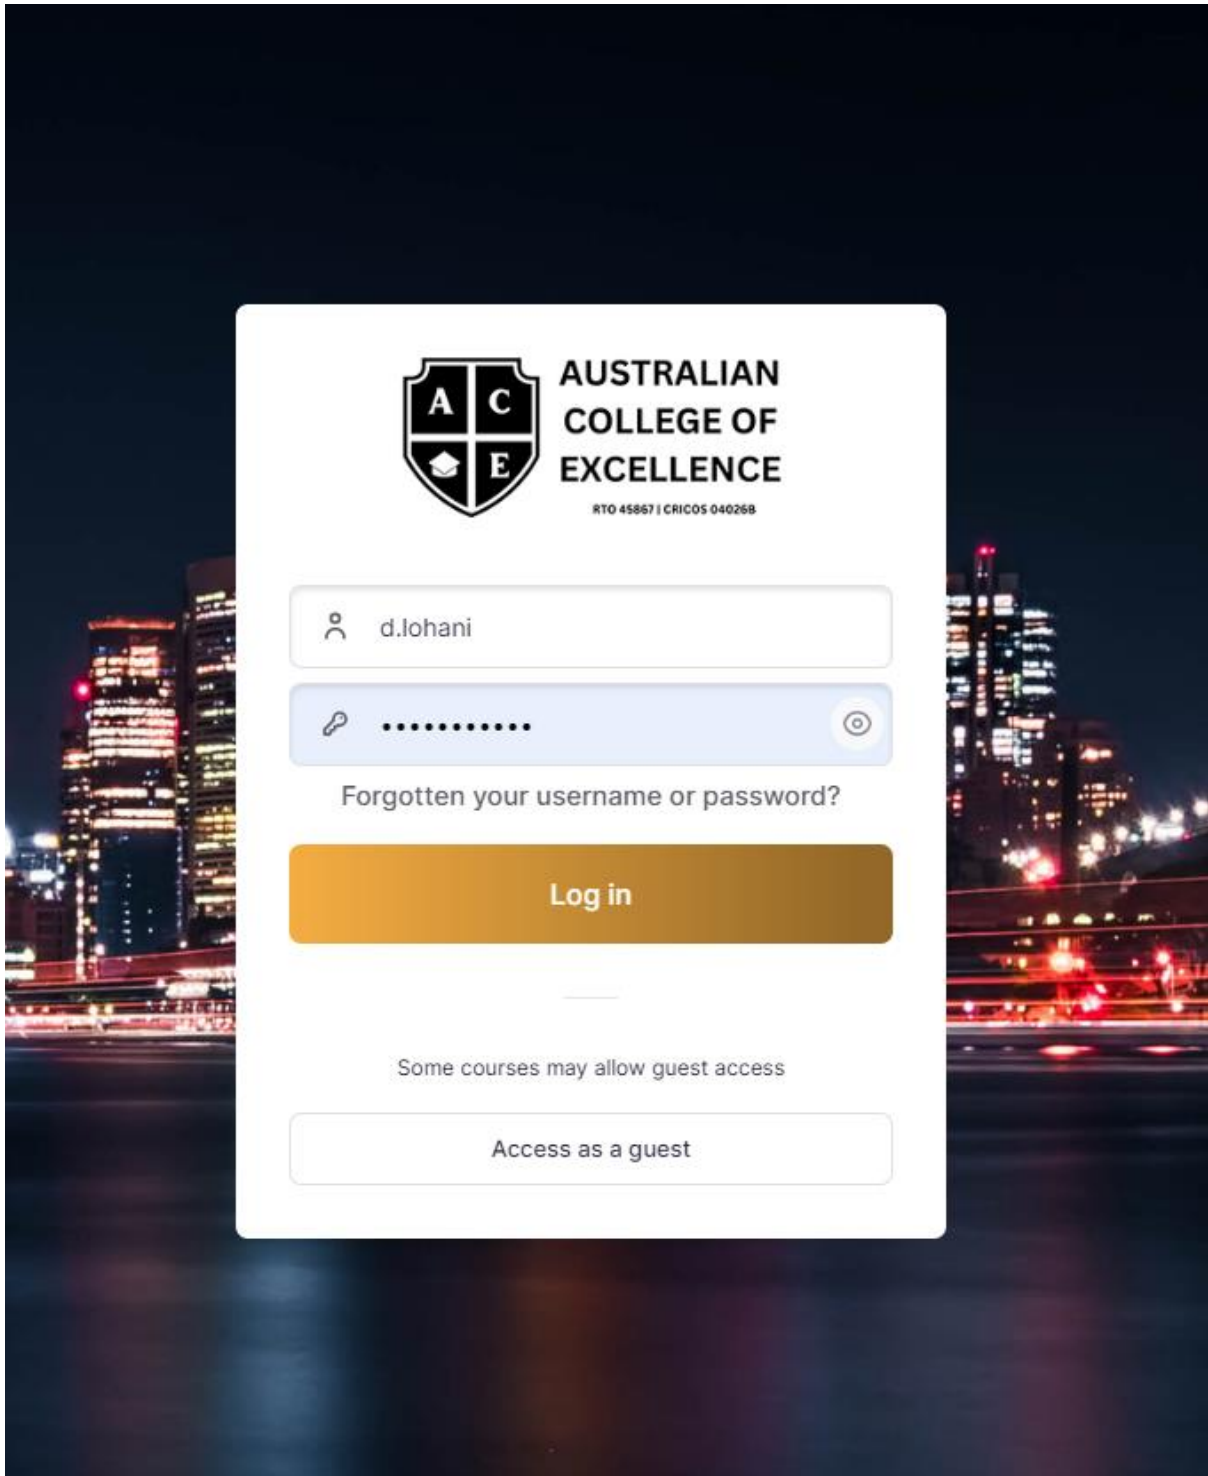 A C
E
AUSTRALIAN
COLLEGE OF
EXCELLENCE
RTO 45867 | CRICOS 04026B
d.lohani
•••••••••••
Forgotten your username or password?
Log in
Some courses may allow guest access
Access as a guest